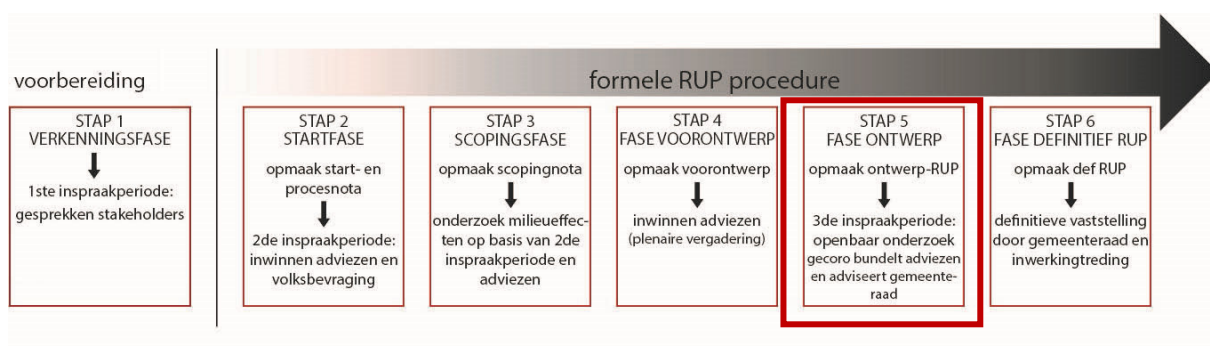 voorbereiding
formele RUP procedure
STAP 1
VERKENNINGSFASE
1ste inspraakperiode:
gesprekken stakeholders
STAP 2
STARTFASE
opmaak start- en
procesnota
2de inspraakperiode:
inwinnen adviezen en
volksbevraging
STAP 3
SCOPINGSFASE
opmaak scopingnota
onderzoek milieueffec-
ten op basis van 2de
inspraakperiode en
adviezen
STAP 4
FASE VOORONTWERP
opmaak voorontwerp
inwinnen adviezen
(plenaire vergadering)
STAP 5
FASE ONTWERP
opmaak ontwerp-RUP
3de inspraakperiode:
openbaar onderzoek
gecoro bundelt adviezen
en adviseert gemeente-
raad
STAP 6
FASE DEFINITIEF RUP
opmaak def RUP
definitieve vaststelling
door gemeenteraad en
inwerkingtreding